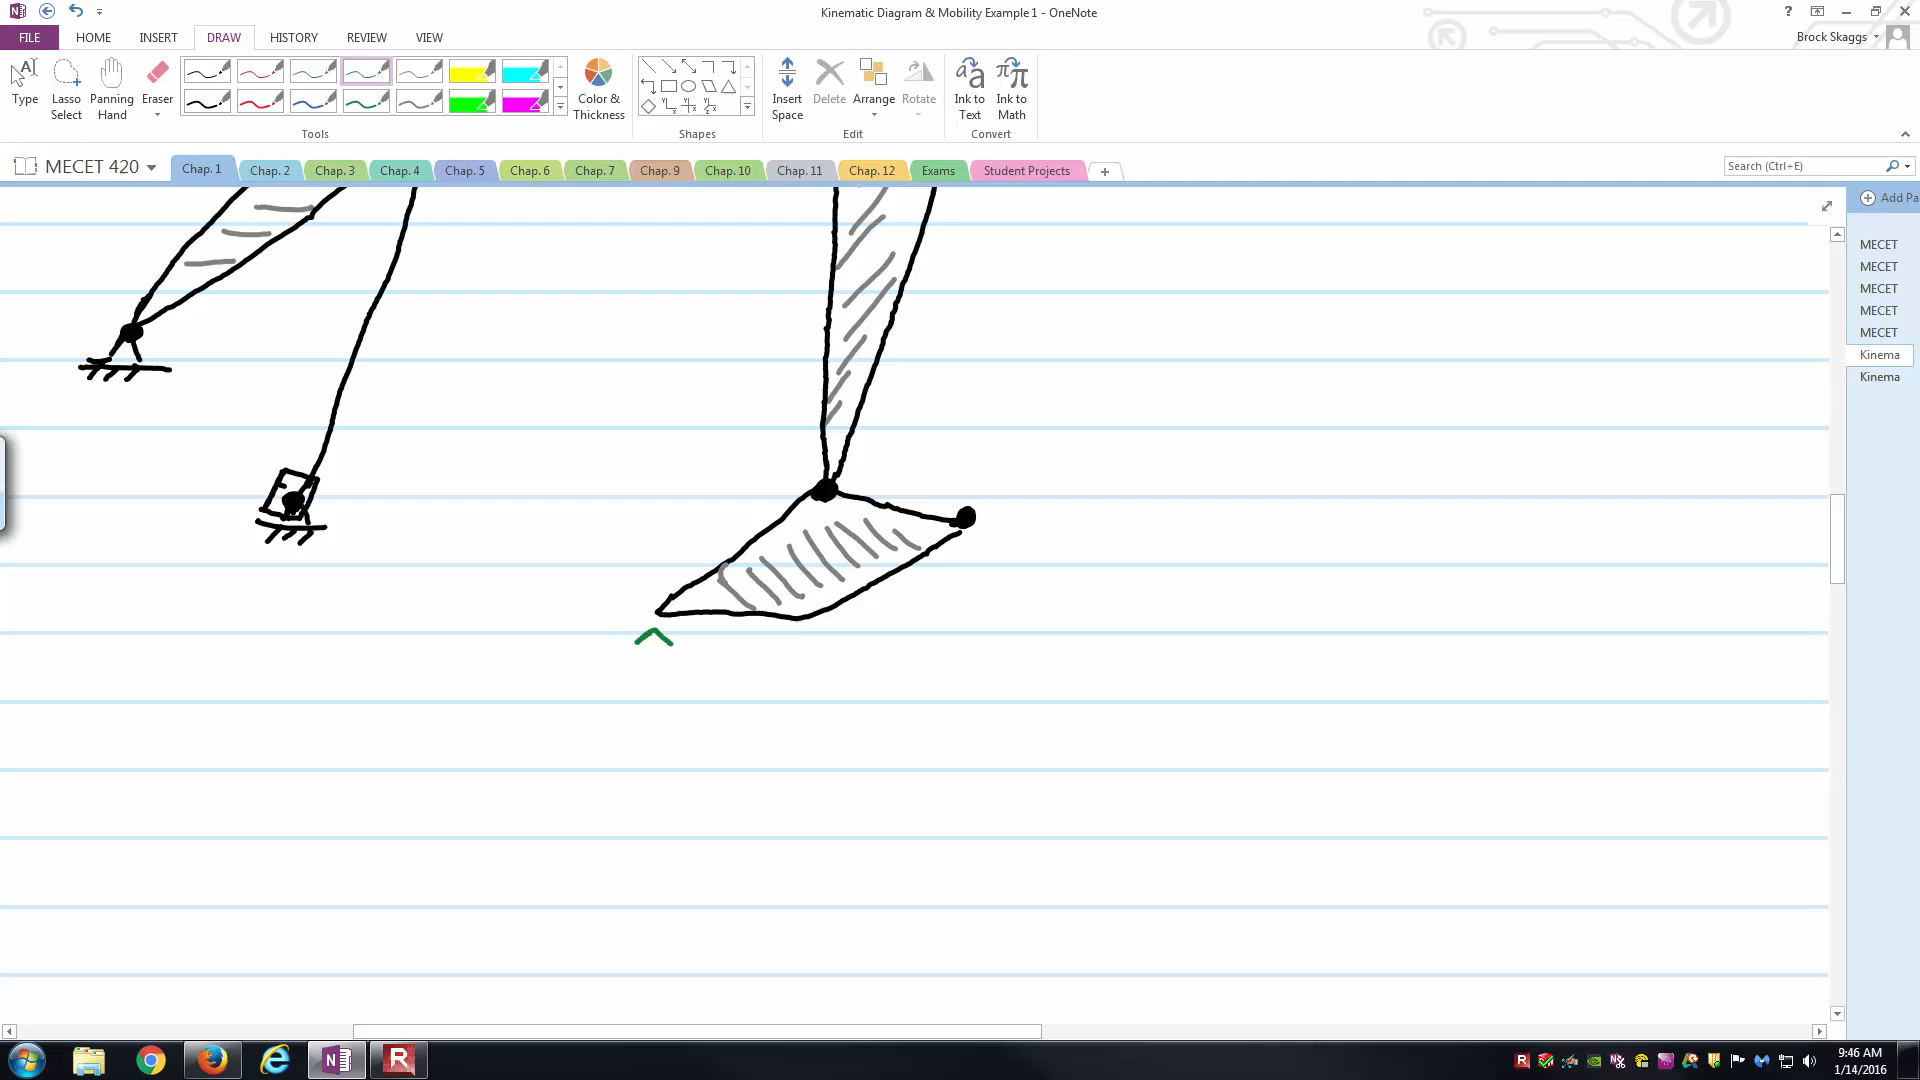 Kinematic Diagram & Mobility Example1 - OneNote
FILE HOME INSERT DRAW HISTORY REVIEW VIEW
Brock Skaggs
Type Lasso Select Panning Hand Eraser Color & Thickness Insert Space Delete Arrange Rotate Ink to Text Ink to Math
Tools Shapes Edit Convert
MECET 420 Chap. 1 Chap. 2 Chap. 3 Chap. 4 Chap. 5 Chap. 6 Chap. 7 Chap. 9 Chap. 10 Chap. 11 Chap. 12 Exams Student Projects Search (Ctrl+E)
Add Pa
MECET
MECET
MECET
MECET
MECET
Kinema
Kinema
9:46 AM
1/14/2016